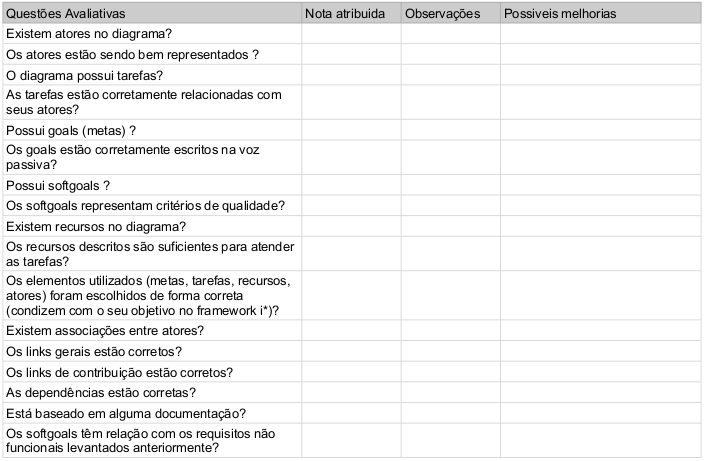 Questões Avaliativas Nota atribuida Observações Possiveis melhorias
Existem atores no diagrama?
Os atores estão sendo bem representados ?
O diagrama possui tarefas?
As tarefas estão corretamente relacionadas com
seus atores?
Possui goals (metas) ?
Os goals estão corretamente escritos na voz
passiva?
Possui softgoals ?
Os softgoals representam critérios de qualidade?
Existem recursos no diagrama?
Os recursos descritos são suficientes para atender
as tarefas?
Os elementos utilizados (metas, tarefas, recursos,
atores) foram escolhidos de forma correta
(condizem com o seu objetivo no framework i*)?
Existem associações entre atores?
Os links gerais estão corretos?
Os links de contribuição estão corretos?
As dependências estão corretas?
Está baseado em alguma documentação?
Os softgoals têm relação com os requisitos não
funcionais levantados anteriormente?